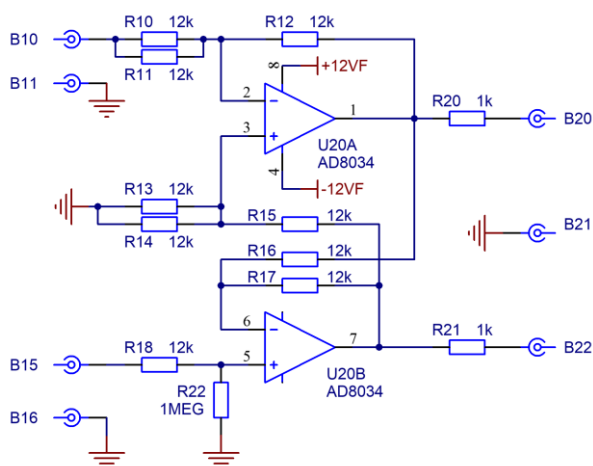 R10 12k
R12 12k
B10
R11 12k
B11
8
+12VF
2
1
R20 1k
3
B20
U20A
AD8034
4
-12VF
R13 12k
R14 12k
R15 12k
B21
R16 12k
R17 12k
6
7
R21 1k
B15
R18 12k
5
B22
R22
1MEG
U20B
AD8034
B16